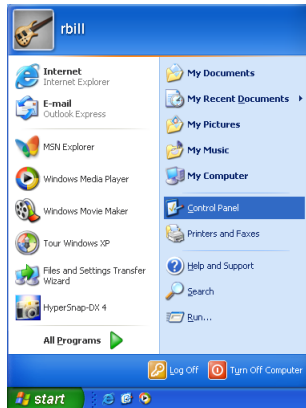 rbill
Internet
Internet Explorer
E-mail
Outlook Express
MSN Explorer
Windows Media Player
Windows Movie Maker
Tour Windows XP
Files and Settings Transfer
Wizard
HyperSnap-DX 4
All Programs
My Documents
My Recent Documents
My Pictures
My Music
My Computer
Control Panel
Printers and Faxes
Help and Support
Search
Run...
Log Off
Turn Off Computer
start